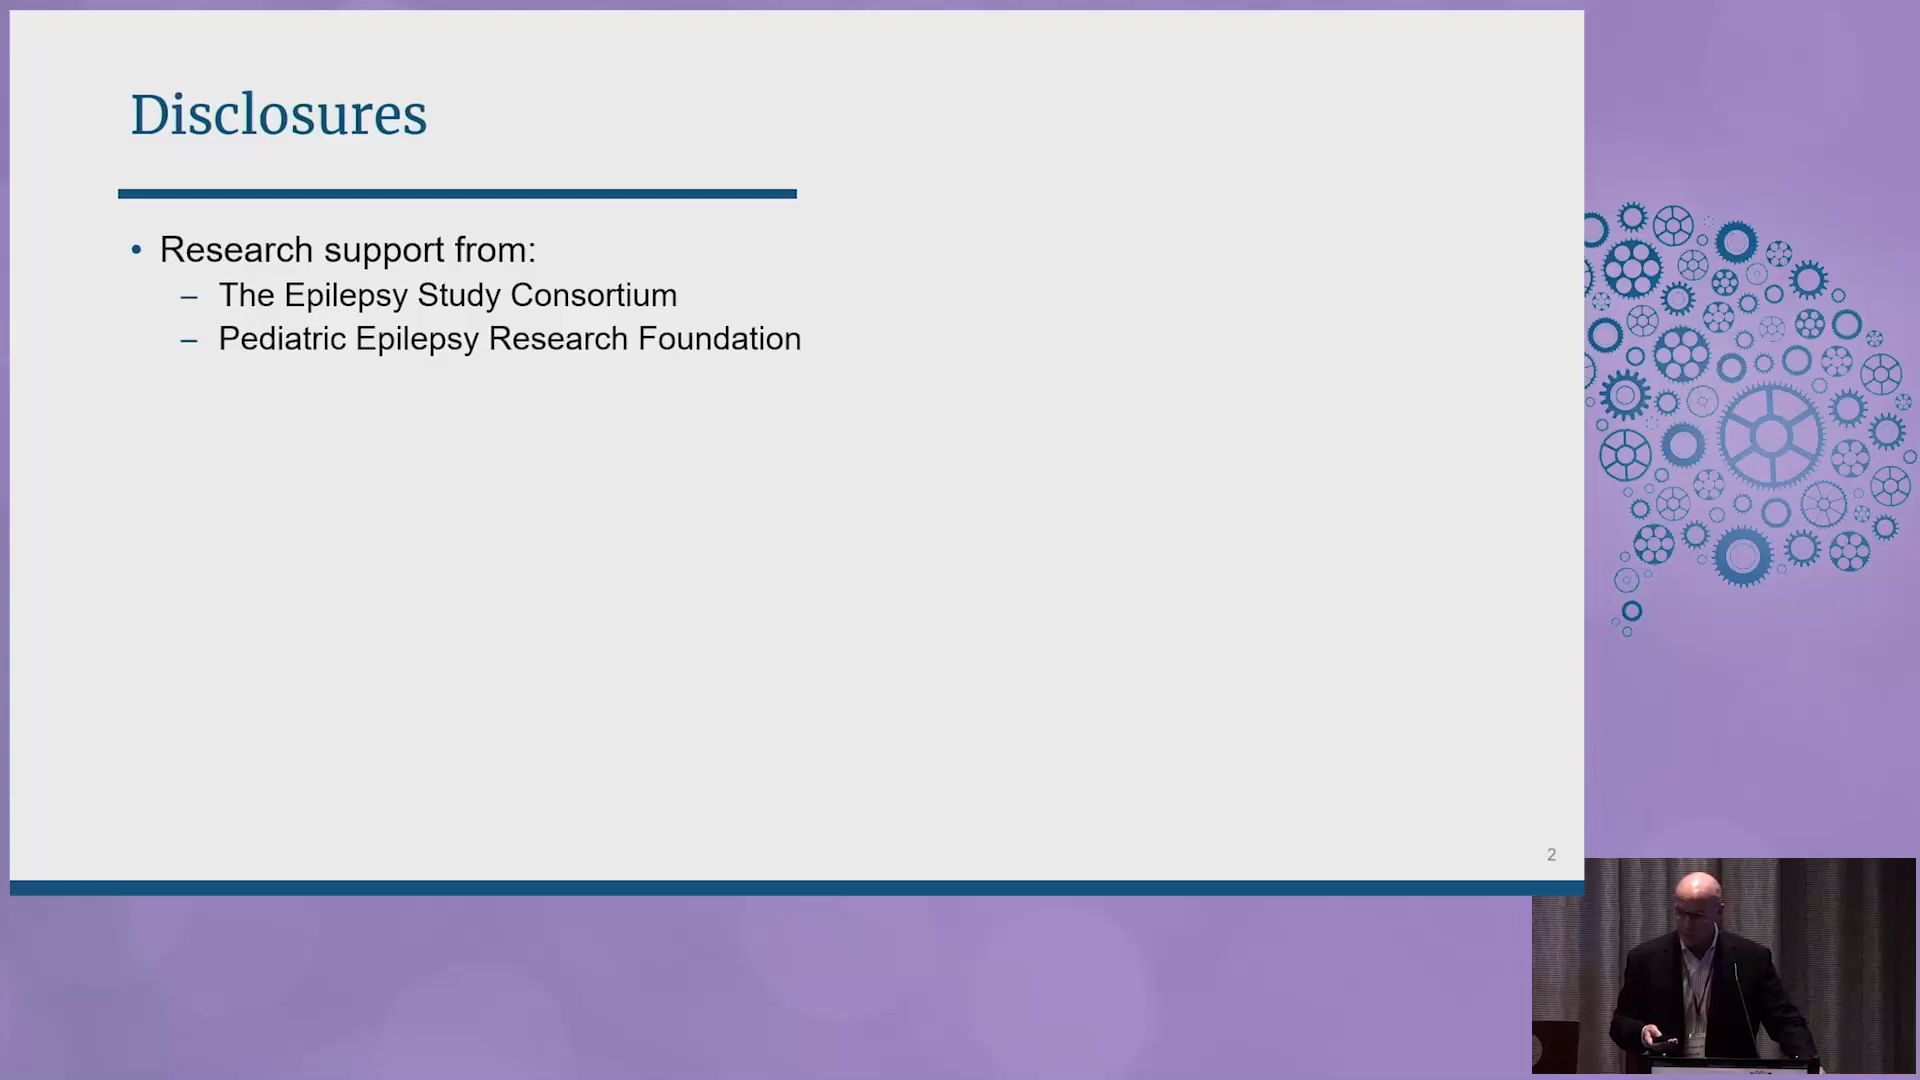 Disclosures
• Research support from:
– The Epilepsy Study Consortium
– Pediatric Epilepsy Research Foundation
2